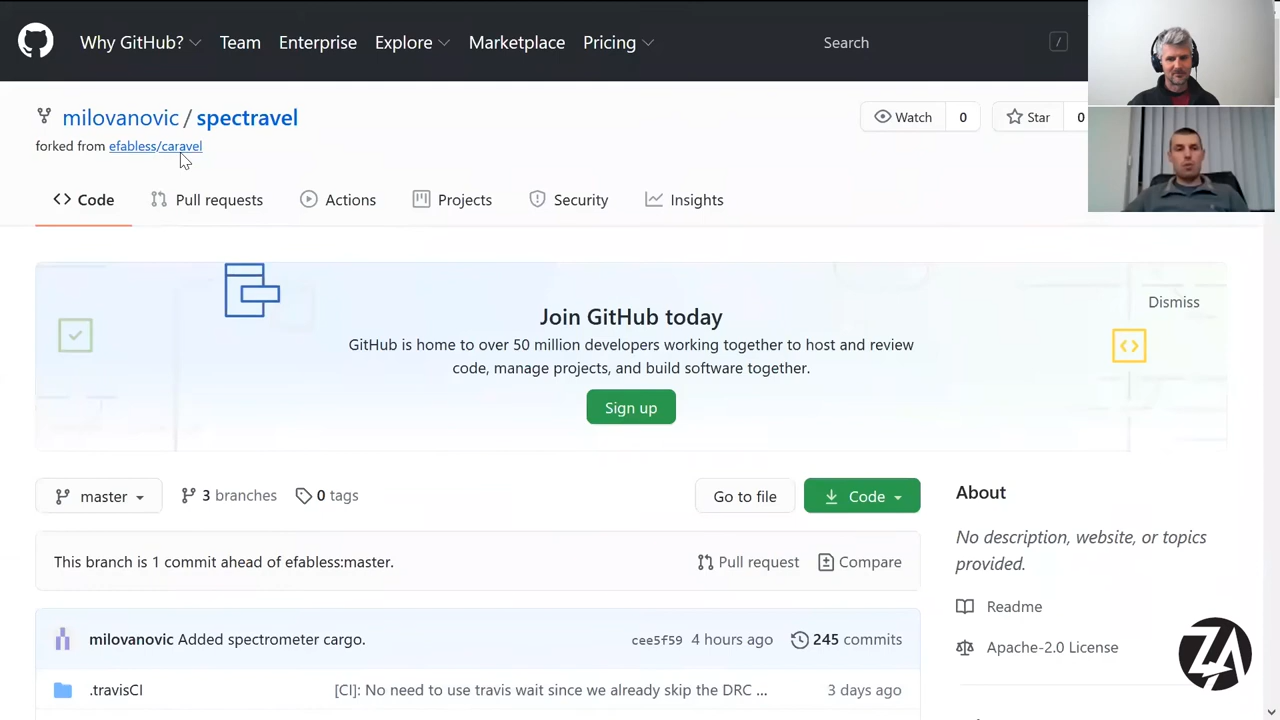 Why GitHub? Team Enterprise Explore Marketplace Pricing Search /
milovanovic / spectravel
Watch 0 Star 0
forked from efabless/caravel
Code Pull requests Actions Projects Security Insights
Dismiss
Join GitHub today
GitHub is home to over 50 million developers working together to host and review
code, manage projects, and build software together.
Sign up
master 3 branches 0 tags Go to file Code
This branch is 1 commit ahead of efabless:master. Pull request Compare
milovanovic Added spectrometer cargo. cee5f59 4 hours ago 245 commits
.travisCI [CI]: No need to use travis wait since we already skip the DRC ... 3 days ago
About
No description, website, or topics
provided.
Readme
Apache-2.0 License
ZA